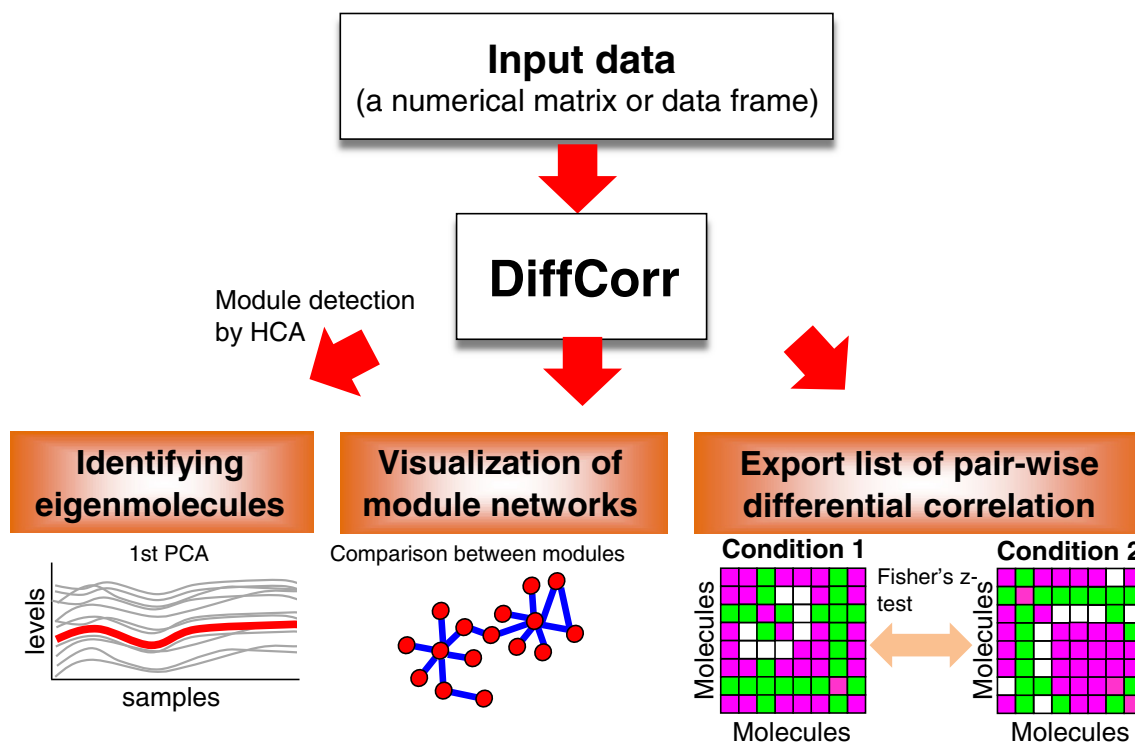 Input data
(a numerical matrix or data frame)
DiffCorr
Module detection
by HCA
Identifying
eigenmolecules
Visualization of
module networks
Export list of pair-wise
differential correlation
1st PCA
levels
samples
Comparison between modules
Condition 1
Molecules
Molecules
Fisher's z-
test
Condition 2
Molecules
Molecules